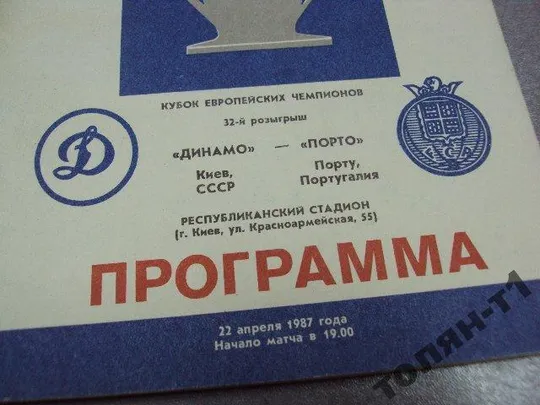 КУБОК ЕВРОПЕЙСКИХ ЧЕМПИОНОВ
32-й розыгрыш
«ДИНАМО» — «ПОРТО»
Киев, Порту,
СССР Португалия
РЕСПУБЛИКАНСКИЙ СТАДИОН
(г. Киев, ул. Красноармейская, 55)
ПРОГРАММА
22 апреля 1987 года
Начало матча в 19.00
ТОЛЯН-Т1
Д